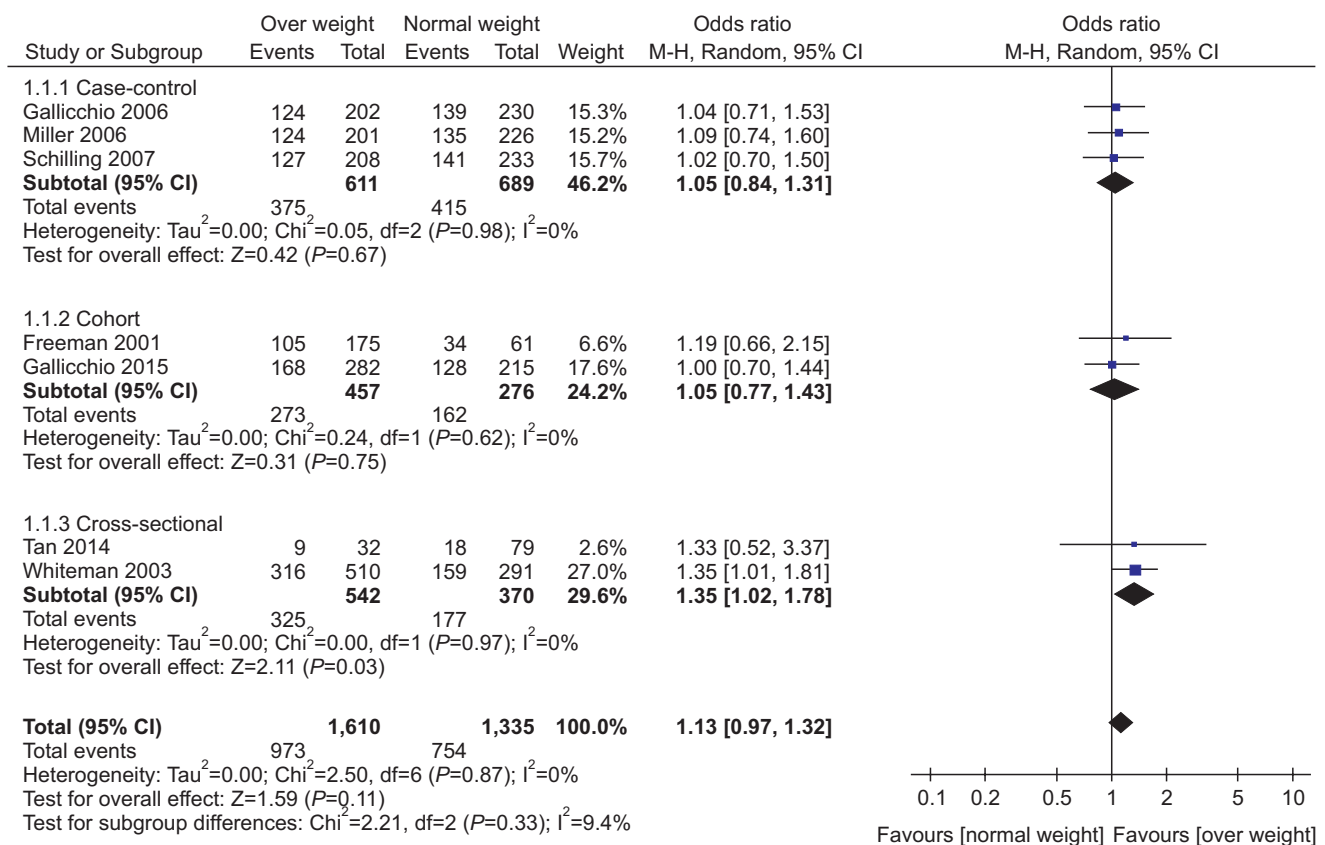 Over weight Normal weight Odds ratio Odds ratio
Study or Subgroup Events Total Events Total Weight M-H, Random, 95% CI M-H, Random, 95% CI
1.1.1 Case-control
Gallicchio 2006 124 202 139 230 15.3% 1.04 [0.71, 1.53]
Miller 2006 124 201 135 226 15.2% 1.09 [0.74, 1.60]
Schilling 2007 127 208 141 233 15.7% 1.02 [0.70, 1.50]
Subtotal (95% CI) 611 689 46.2% 1.05 [0.84, 1.31]
Total events 375 415
Heterogeneity: Tau²=0.00; Chi²=0.05, df=2 (P=0.98); I²=0%
Test for overall effect: Z=0.42 (P=0.67)
1.1.2 Cohort
Freeman 2001 105 175 34 61 6.6% 1.19 [0.66, 2.15]
Gallicchio 2015 168 282 128 215 17.6% 1.00 [0.70, 1.44]
Subtotal (95% CI) 457 276 24.2% 1.05 [0.77, 1.43]
Total events 273 162
Heterogeneity: Tau²=0.00; Chi²=0.24, df=1 (P=0.62); I²=0%
Test for overall effect: Z=0.31 (P=0.75)
1.1.3 Cross-sectional
Tan 2014 9 32 18 79 2.6% 1.33 [0.52, 3.37]
Whiteman 2003 316 510 159 291 27.0% 1.35 [1.01, 1.81]
Subtotal (95% CI) 542 370 29.6% 1.35 [1.02, 1.78]
Total events 325 177
Heterogeneity: Tau²=0.00; Chi²=0.00, df=1 (P=0.97); I²=0%
Test for overall effect: Z=2.11 (P=0.03)
Total (95% CI) 1,610 1,335 100.0% 1.13 [0.97, 1.32]
Total events 973 754
Heterogeneity: Tau²=0.00; Chi²=2.50, df=6 (P=0.87); I²=0%
Test for overall effect: Z=1.59 (P=0.11)
Test for subgroup differences: Chi²=2.21, df=2 (P=0.33); I²=9.4%
0.1 0.2 0.5 1 2 5 10
Favours [normal weight] Favours [over weight]